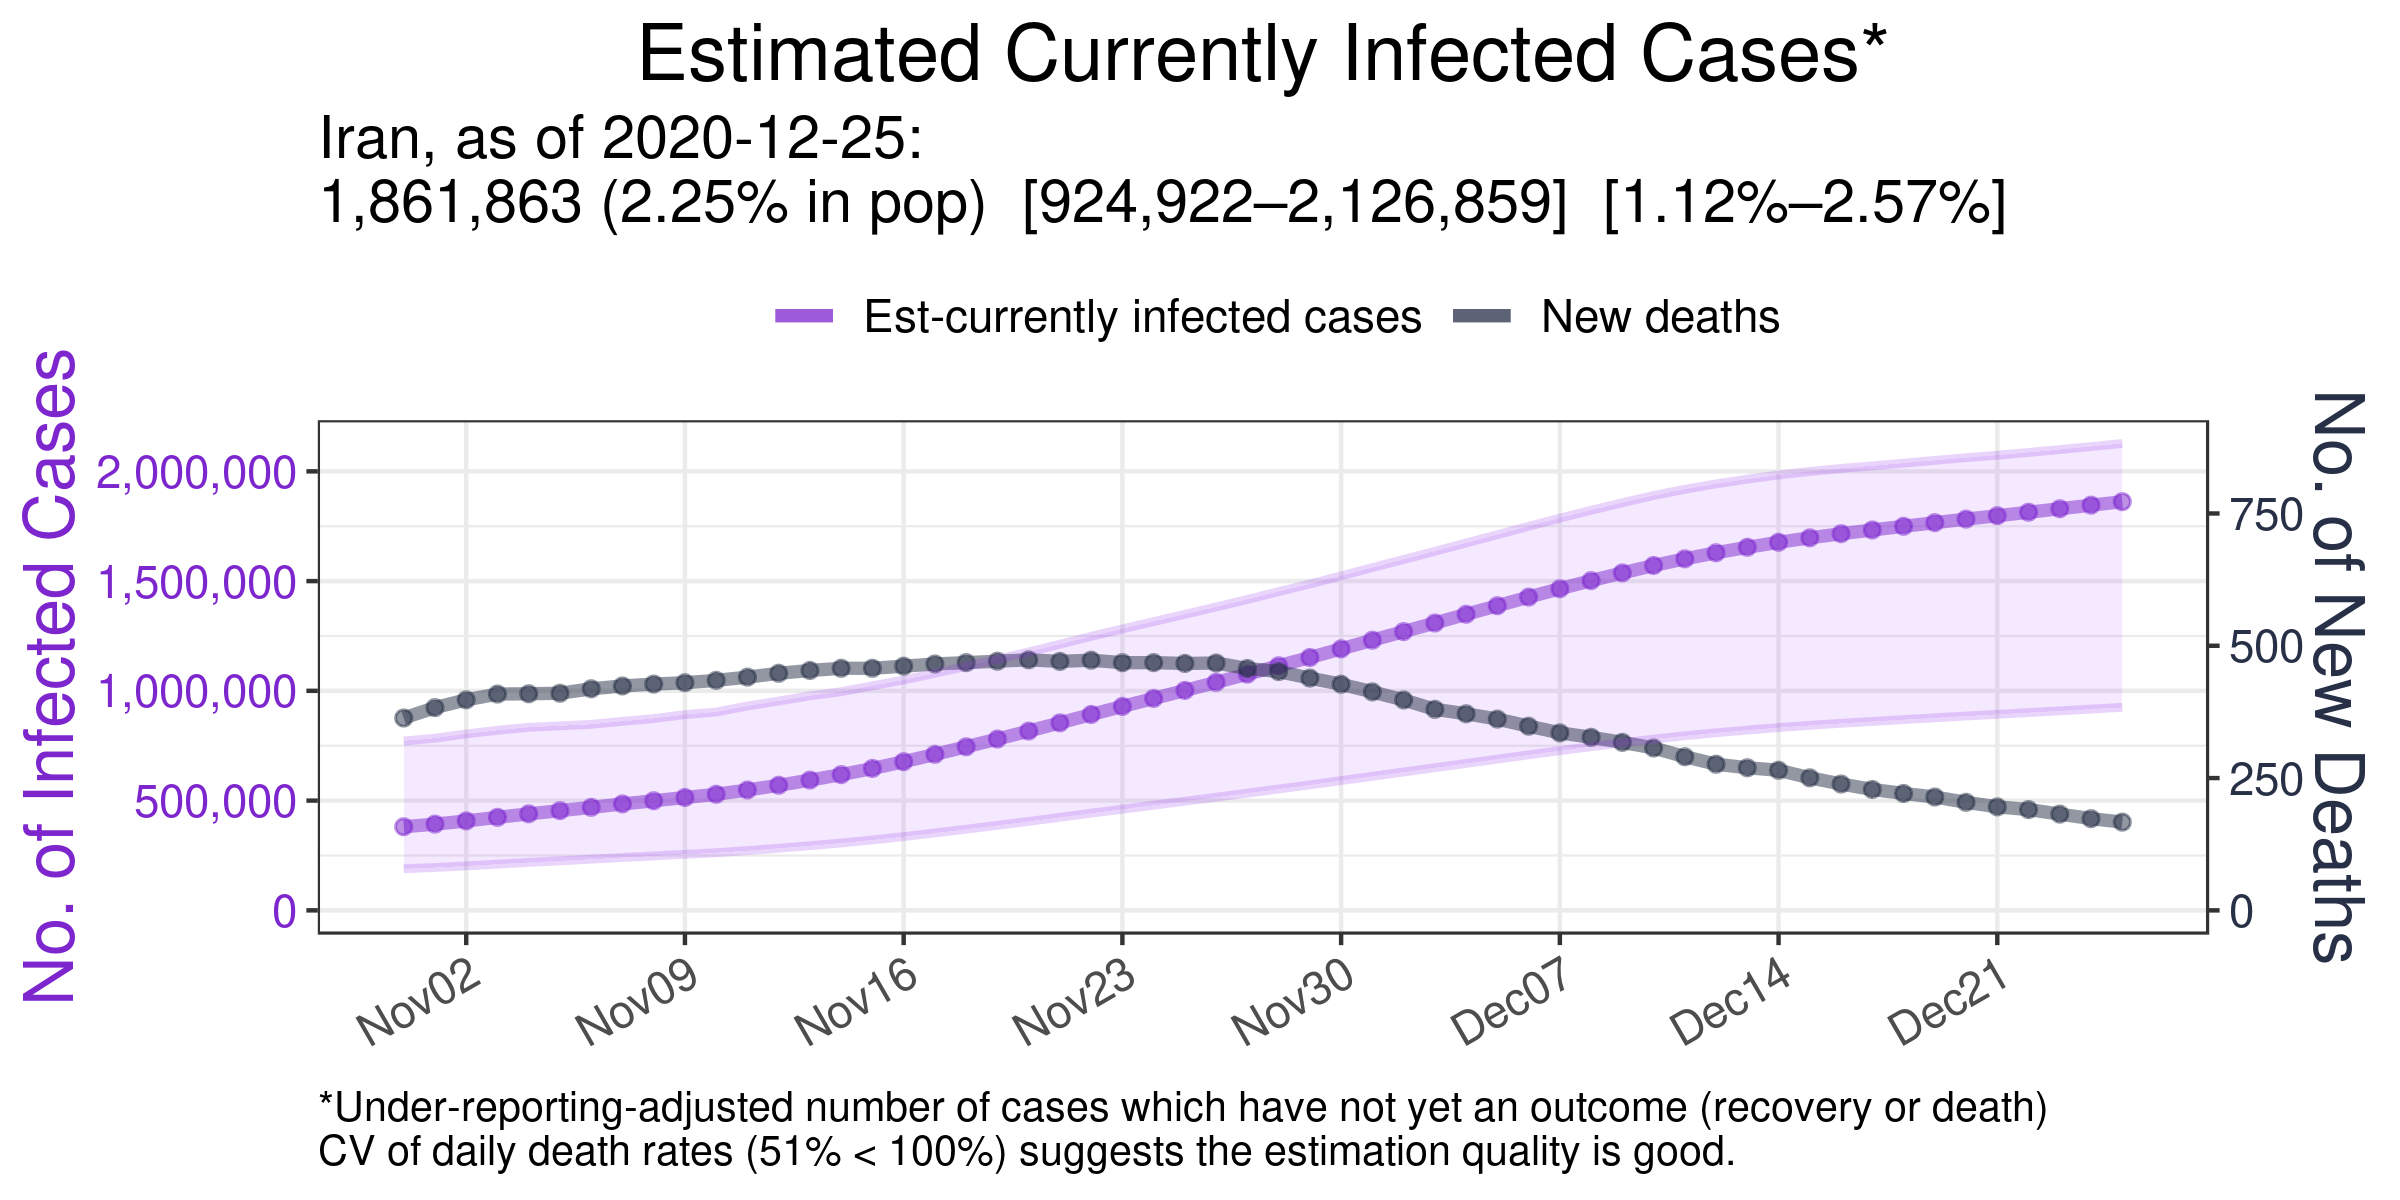 Estimated Currently Infected Cases*
Iran, as of 2020-12-25:
1,861,863 (2.25% in pop)  [924,922–2,126,859]  [1.12%–2.57%]
Est-currently infected cases
New deaths
No. of Infected Cases
2,000,000
1,500,000
1,000,000
500,000
0
750
500
250
0
No. of New Deaths
Nov02
Nov09
Nov16
Nov23
Nov30
Dec07
Dec14
Dec21
*Under-reporting-adjusted number of cases which have not yet an outcome (recovery or death)
CV of daily death rates (51% < 100%) suggests the estimation quality is good.